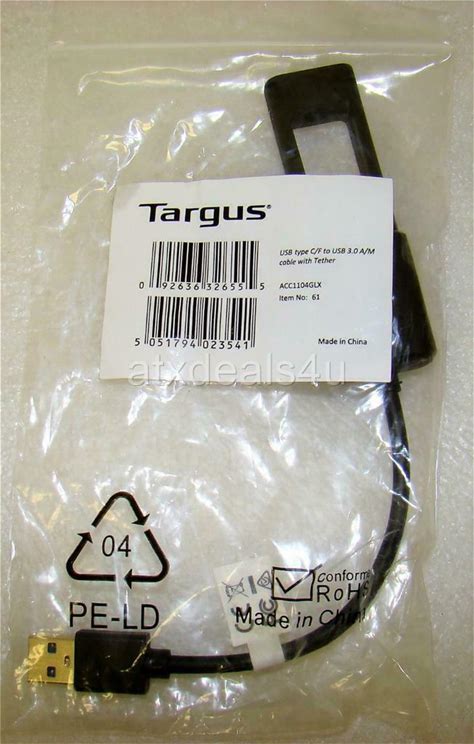 Targus®
USB type C/F to USB 3.0 A/M
cable with Tether
ACC1104GLX
Item No: 61
0 92636 32655 5
5 051794 023541
Made in China
atxdeals4u
04
PE-LD
Conform
RoHS
Made in China